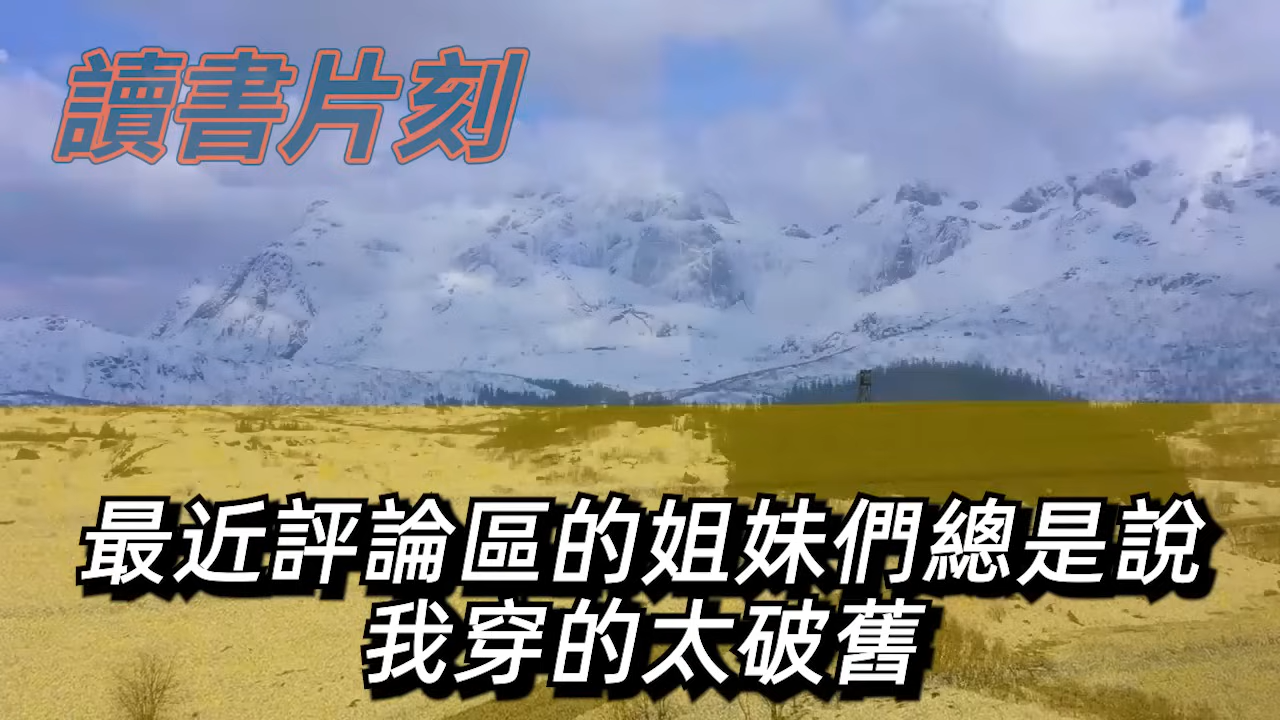 讀書片刻
最近評論區的姐妹們總是說
我穿的太破舊